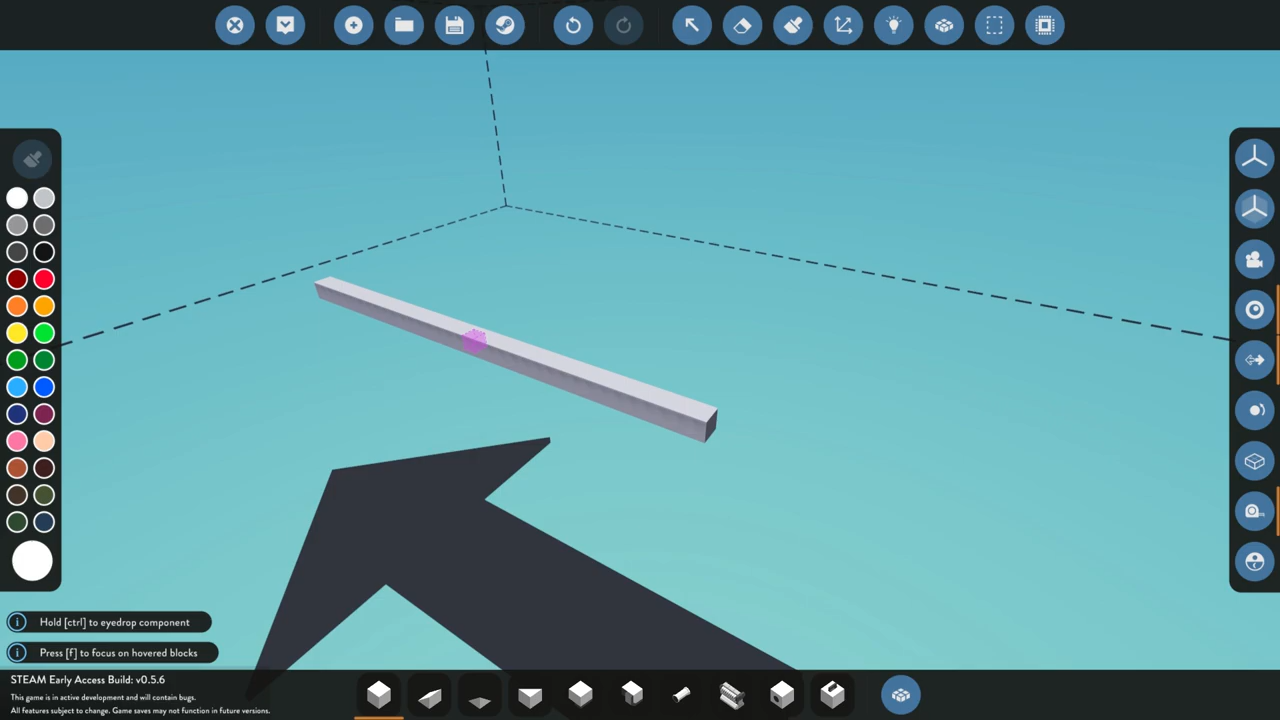 Hold [ctrl] to eyedrop component
Press [f] to focus on hovered blocks
STEAM Early Access Build: v0.5.6
This game is in active development and will contain bugs.
All features subject to change. Game saves may not function in future versions.